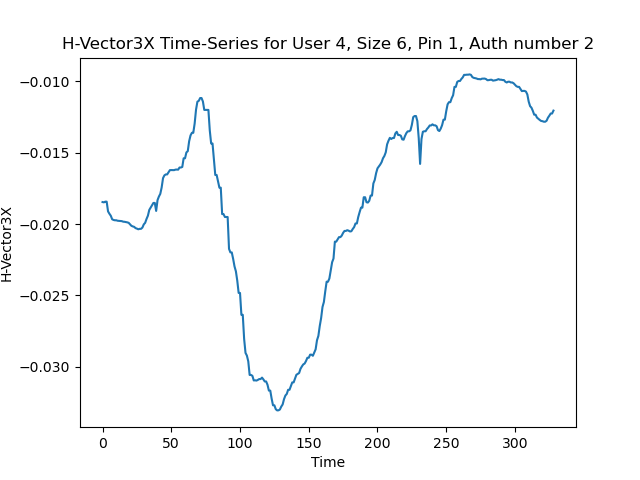 H-Vector3X Time-Series for User 4, Size 6, Pin 1, Auth number 2
−0.010
−0.015
−0.020
−0.025
−0.030
H-Vector3X
0 50 100 150 200 250 300
Time